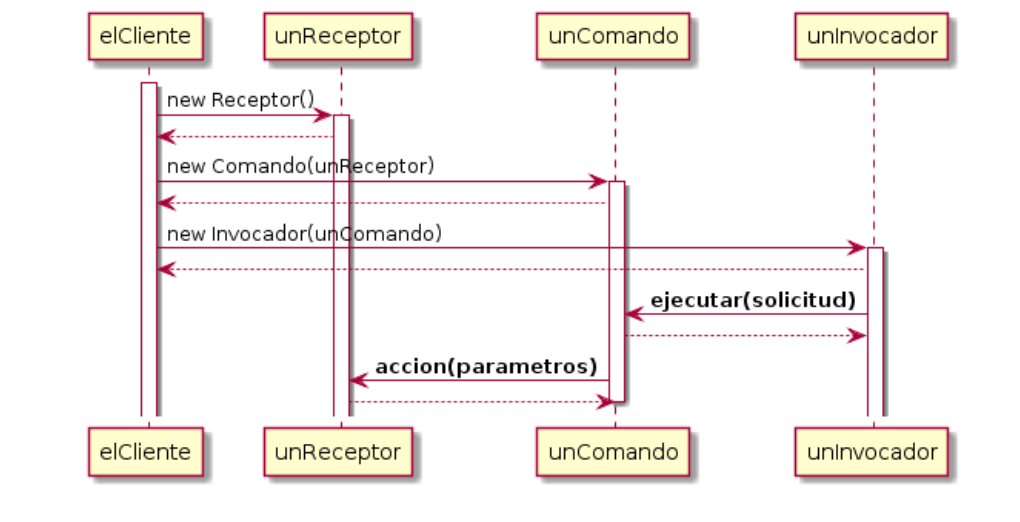 elCliente unReceptor unComando unInvocador
new Receptor()
new Comando(unReceptor)
new Invocador(unComando)
ejecutar(solicitud)
accion(parametros)
elCliente unReceptor unComando unInvocador